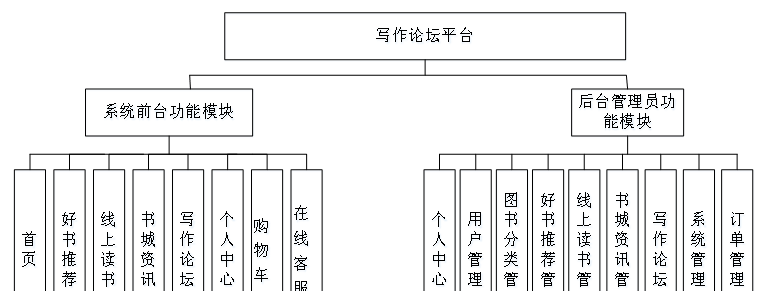 写作论坛平台
系统前台功能模块
后台管理员功
能模块
首页
好书推荐
线上读书
书城资讯
写作论坛
个人中心
购物车
在线客服
个人中心
用户管理
图书分类管
好书推荐管
线上读书管
书城资讯管
写作论坛
系统管理
订单管理